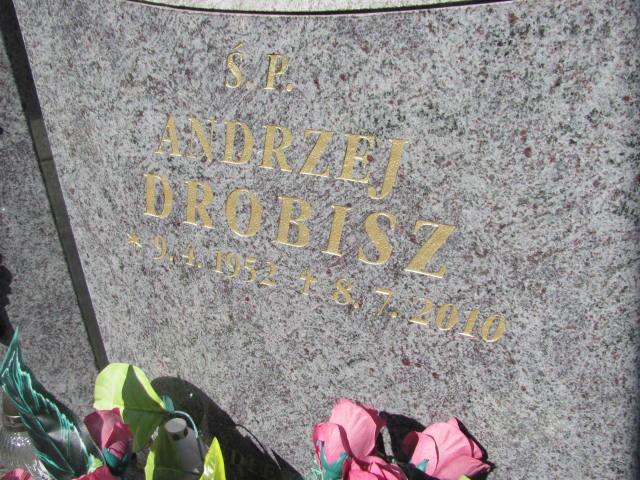 Ś. P.
ANDRZEJ
DROBISZ
* 9. 4. 1952 + 8. 7. 2010